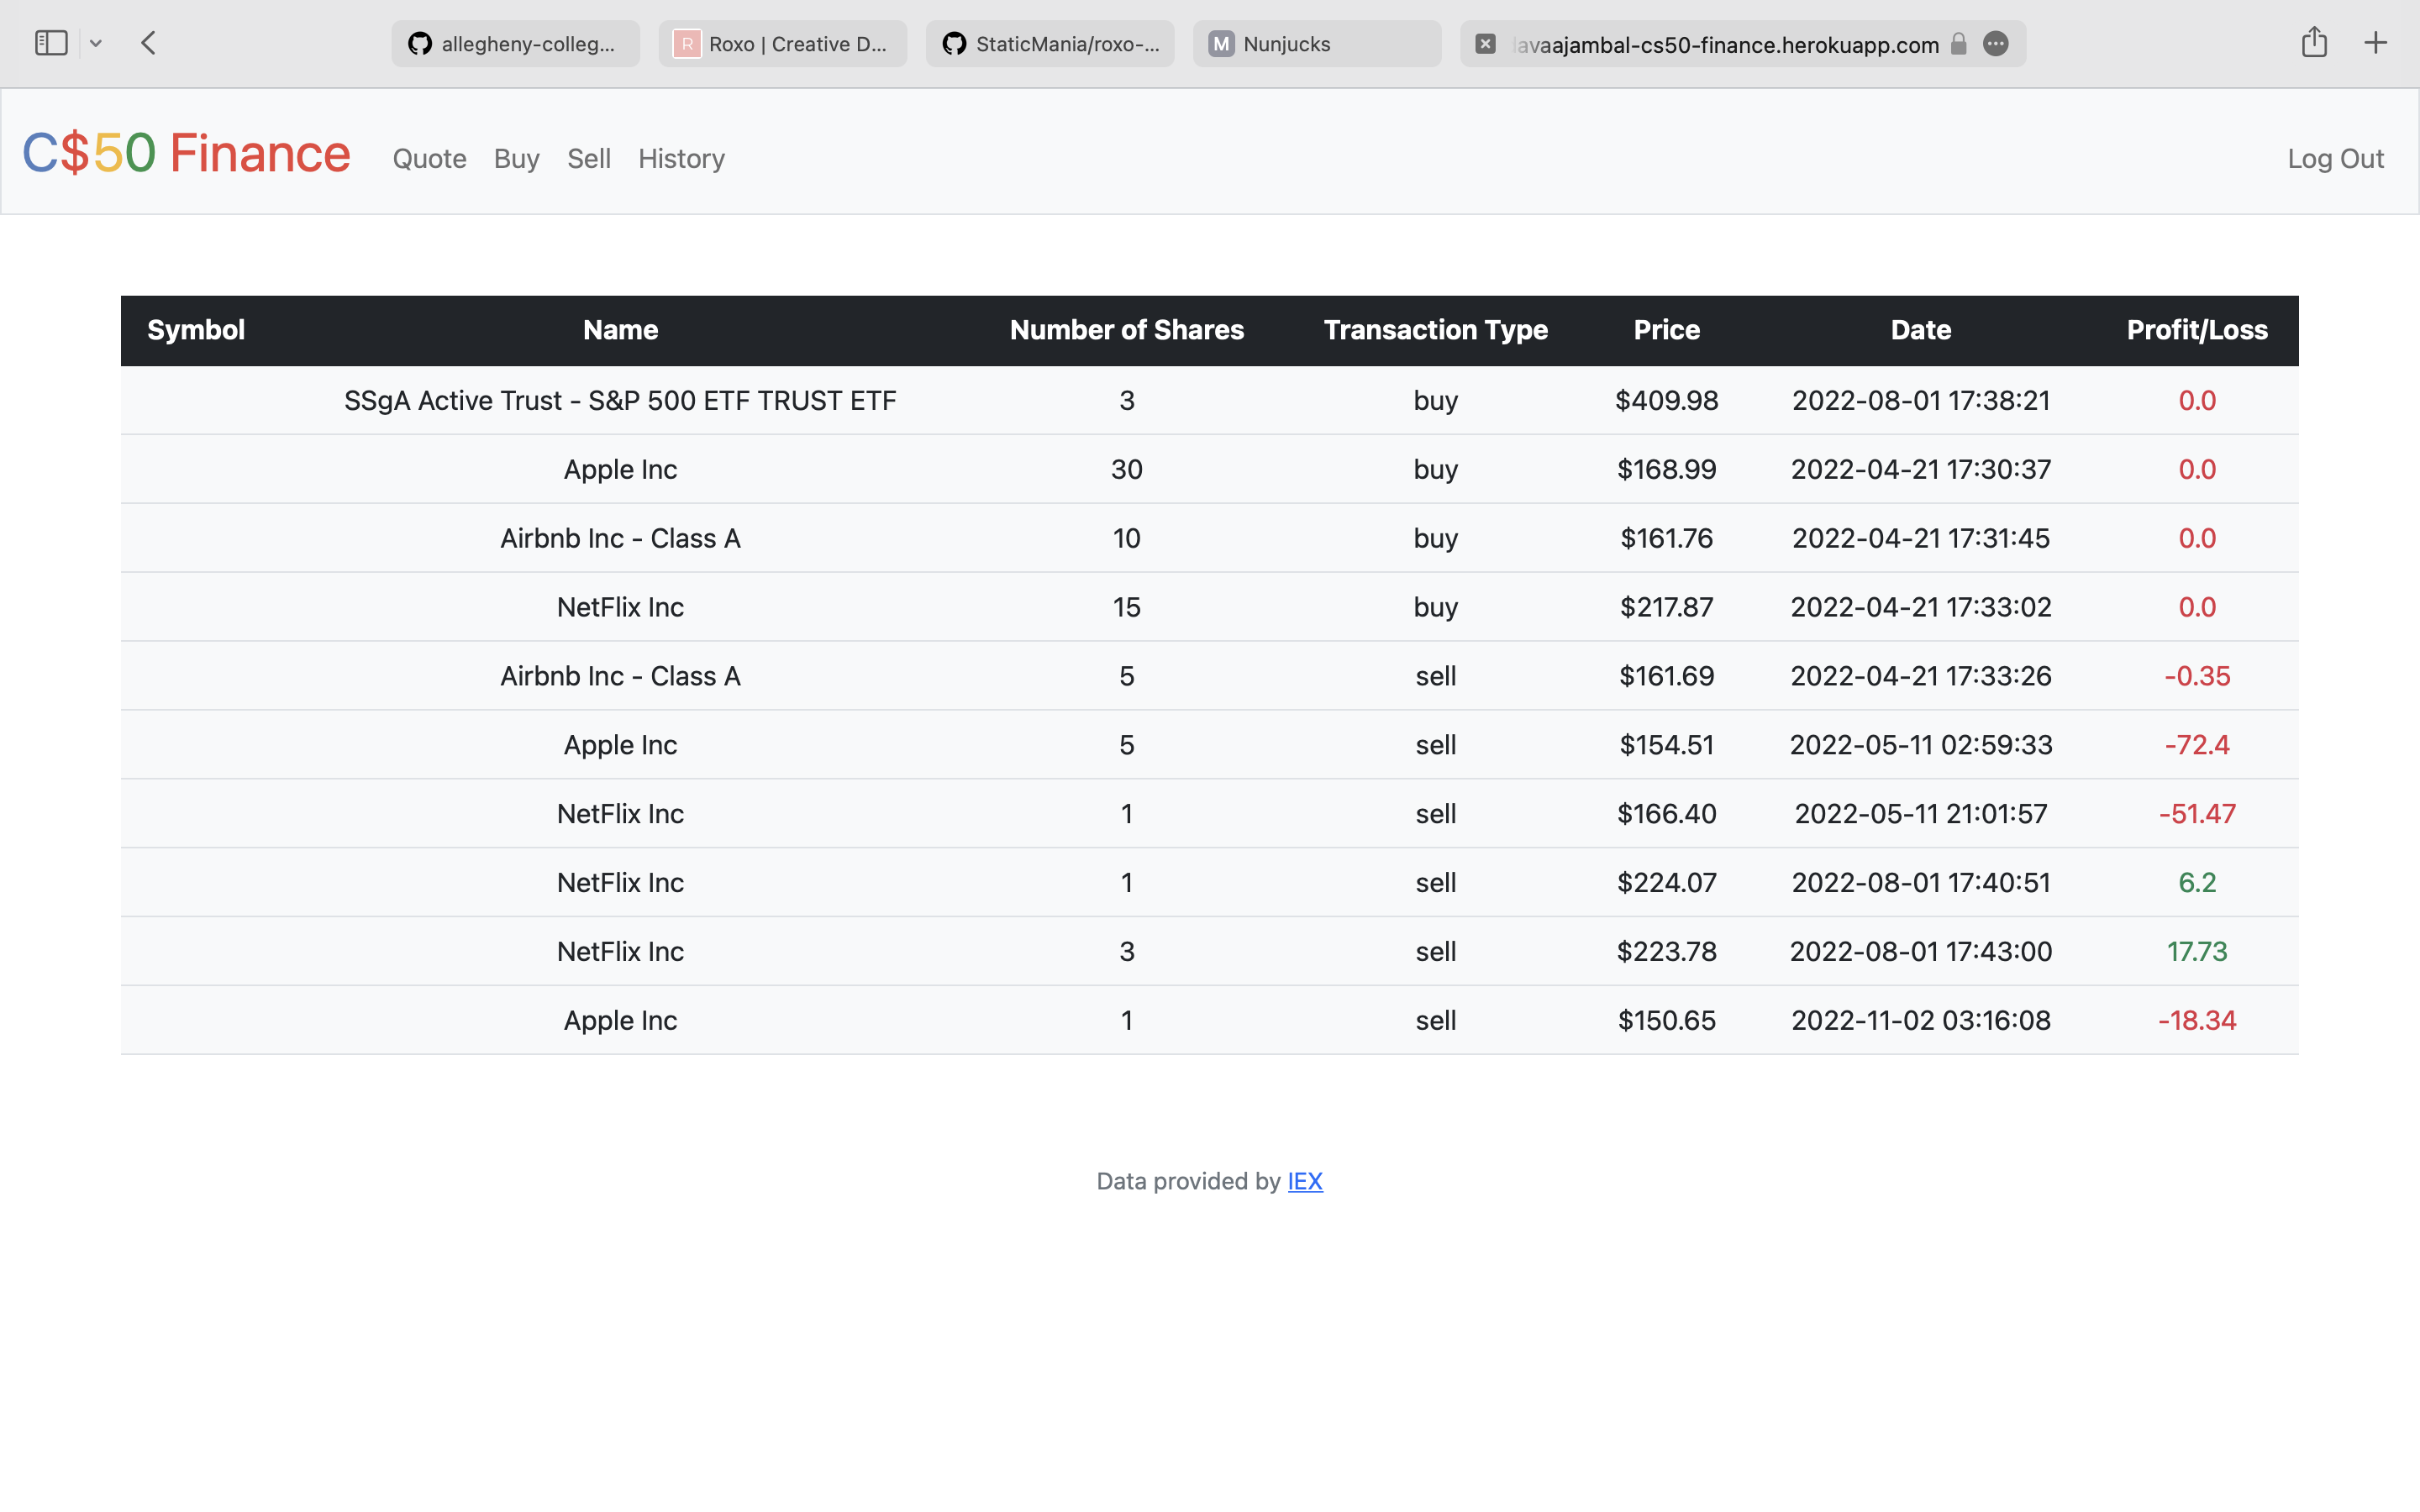 allegheny-colleg...
R Roxo | Creative D...
StaticMania/roxo-...
M Nunjucks
avaajambal-cs50-finance.herokuapp.com
C$50 Finance Quote Buy Sell History Log Out
Symbol Name Number of Shares Transaction Type Price Date Profit/Loss
SSgA Active Trust - S&P 500 ETF TRUST ETF 3 buy $409.98 2022-08-01 17:38:21 0.0
Apple Inc 30 buy $168.99 2022-04-21 17:30:37 0.0
Airbnb Inc - Class A 10 buy $161.76 2022-04-21 17:31:45 0.0
NetFlix Inc 15 buy $217.87 2022-04-21 17:33:02 0.0
Airbnb Inc - Class A 5 sell $161.69 2022-04-21 17:33:26 -0.35
Apple Inc 5 sell $154.51 2022-05-11 02:59:33 -72.4
NetFlix Inc 1 sell $166.40 2022-05-11 21:01:57 -51.47
NetFlix Inc 1 sell $224.07 2022-08-01 17:40:51 6.2
NetFlix Inc 3 sell $223.78 2022-08-01 17:43:00 17.73
Apple Inc 1 sell $150.65 2022-11-02 03:16:08 -18.34
Data provided by IEX